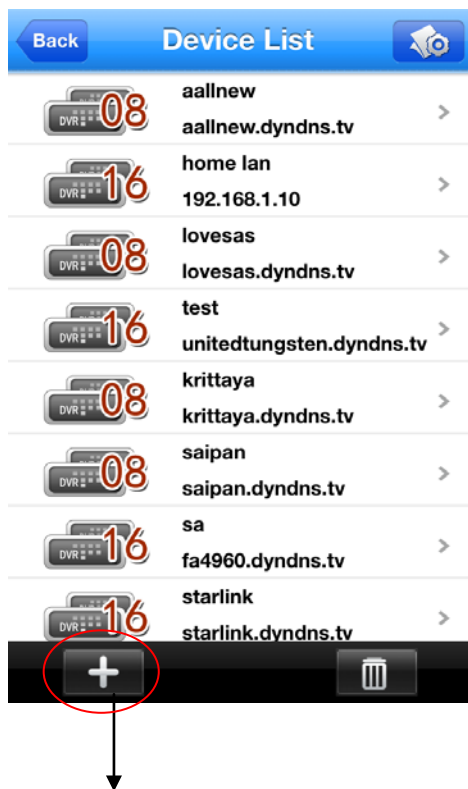 Back
Device List
aallnew
DVR 08
aallnew.dyndns.tv
home lan
DVR 16
192.168.1.10
lovesas
DVR 08
lovesas.dyndns.tv
test
DVR 16
unitedtungsten.dyndns.tv
krittaya
DVR 08
krittaya.dyndns.tv
saipan
DVR 08
saipan.dyndns.tv
sa
DVR 16
fa4960.dyndns.tv
starlink
DVR 16
starlink.dyndns.tv